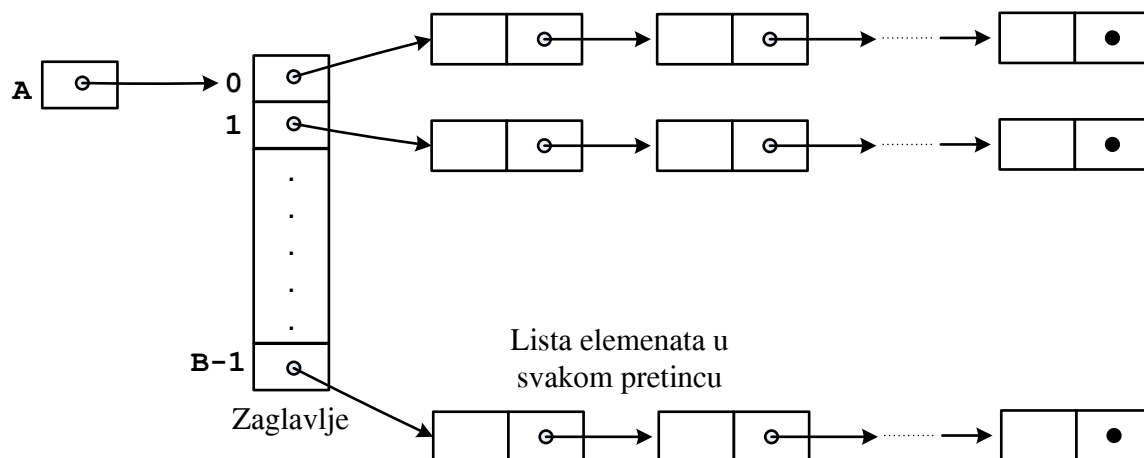 A
0
1
B-1
Lista elemenata u
svakom pretincu
Zaglavlje